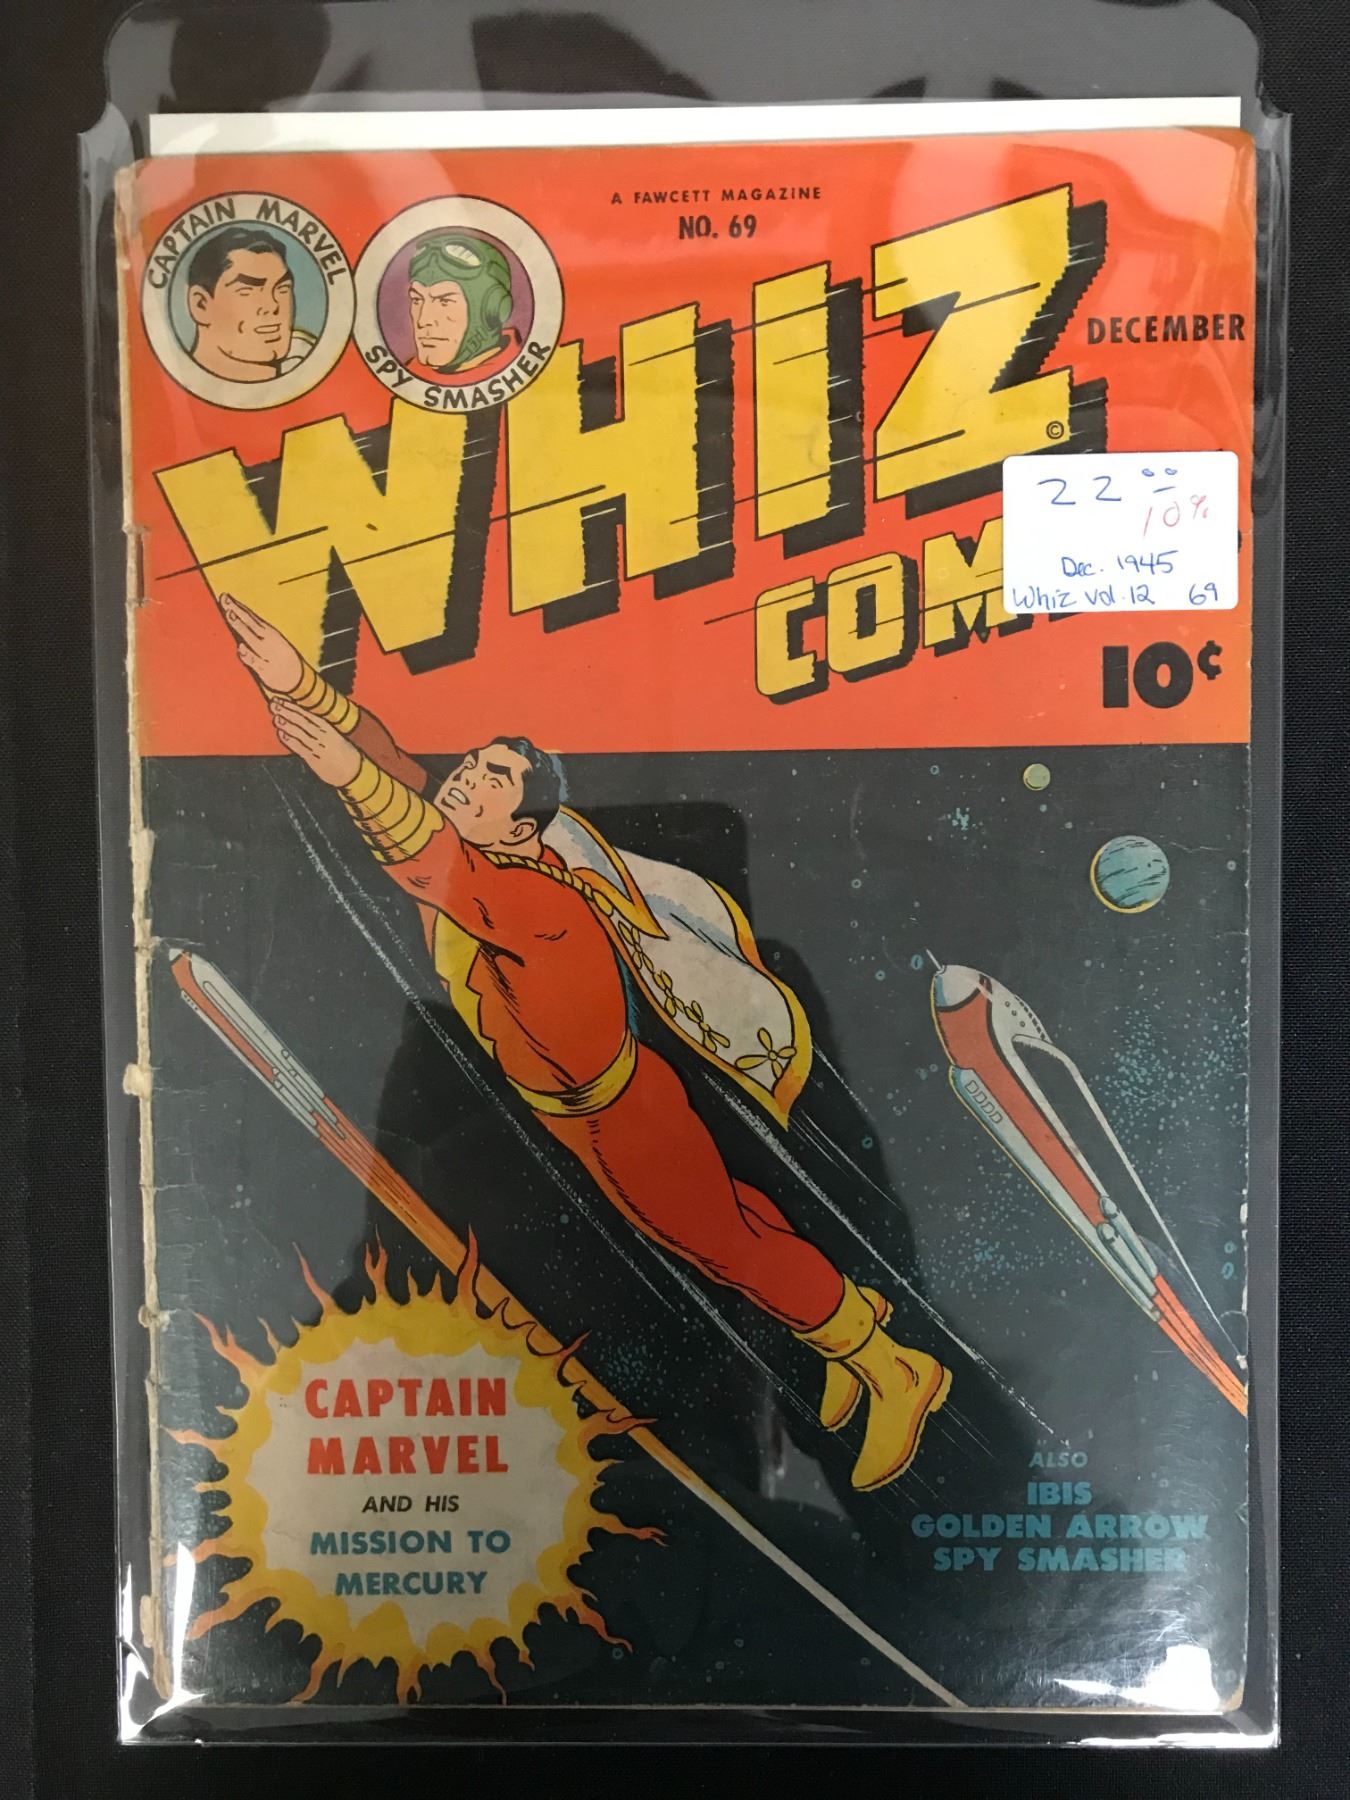 A FAWCETT MAGAZINE
NO. 69
CAPTAIN MARVEL
SPY SMASHER
DECEMBER
WHIZ
©
COM
22 00
10%
Dec. 1945
Whiz vol. 12 69
10¢
CAPTAIN
MARVEL
AND HIS
MISSION TO
MERCURY
ALSO
IBIS
GOLDEN ARROW
SPY SMASHER